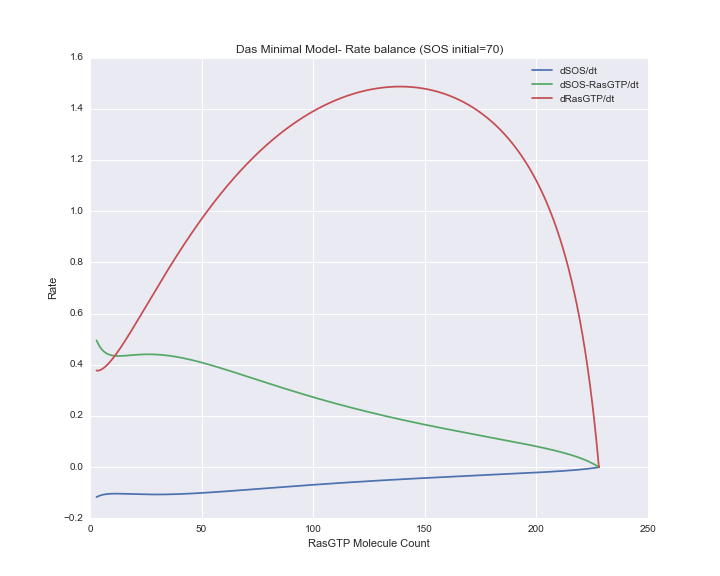 Das Minimal Model- Rate balance (SOS initial=70)
1.6
1.4
1.2
1.0
0.8
0.6
0.4
0.2
0.0
−0.2
Rate
dSOS/dt
dSOS-RasGTP/dt
dRasGTP/dt
0
50
100
150
200
250
RasGTP Molecule Count